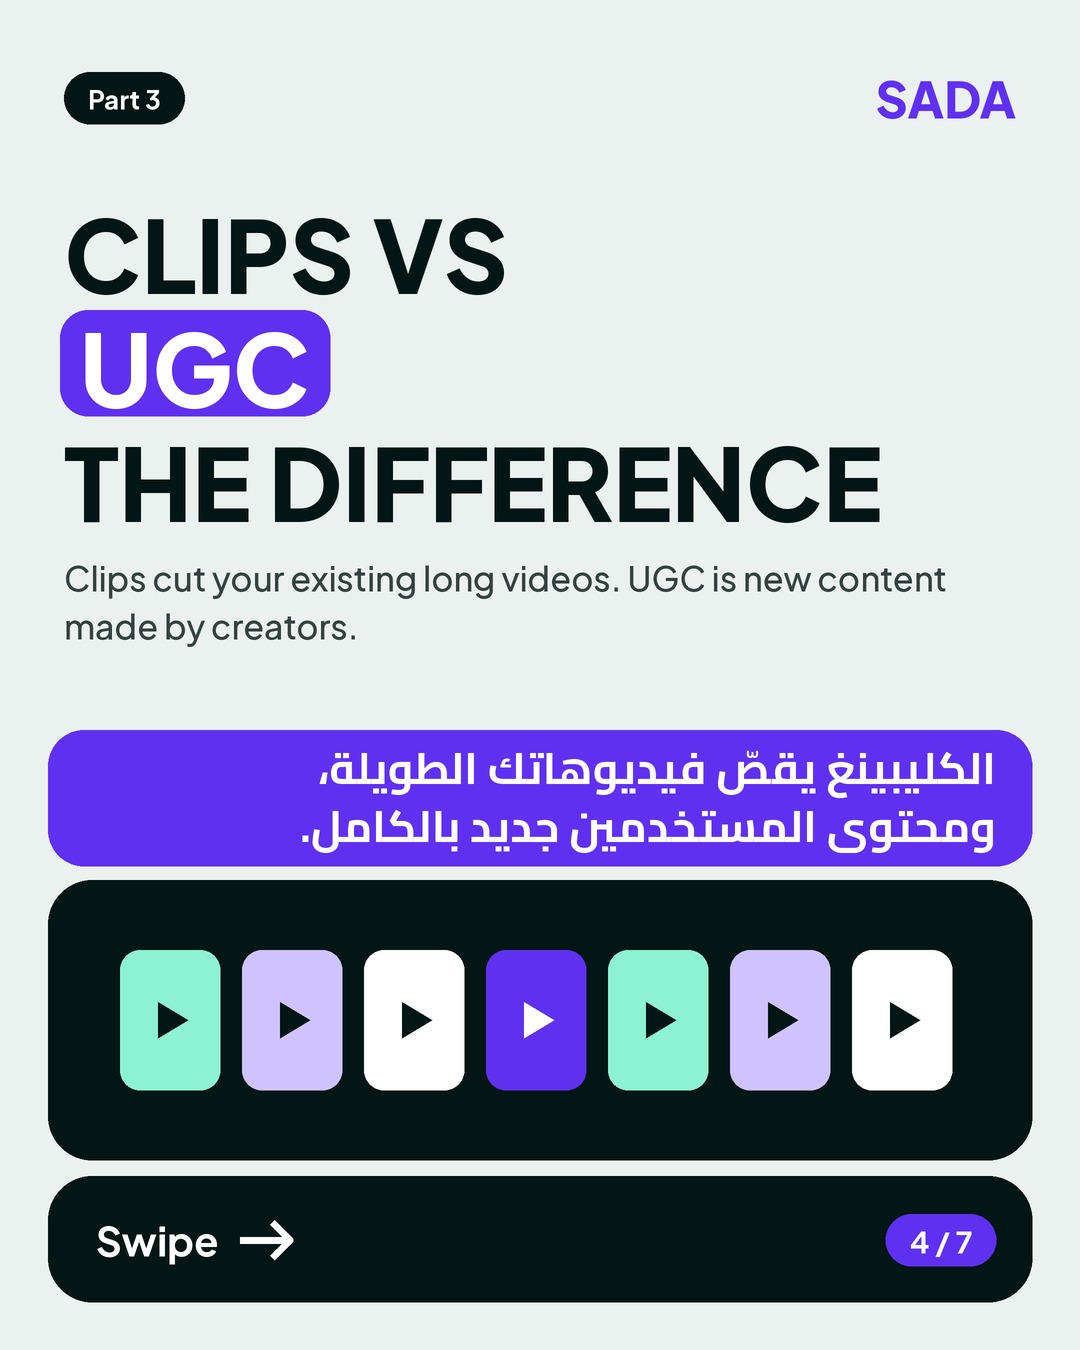 Part 3
SADA
CLIPS VS
UGC
THE DIFFERENCE
Clips cut your existing long videos. UGC is new content
made by creators.
الكليبينغ يقصّ فيديوهاتك الطويلة،
ومحتوى المستخدمين جديد بالكامل.
Swipe →
4 / 7